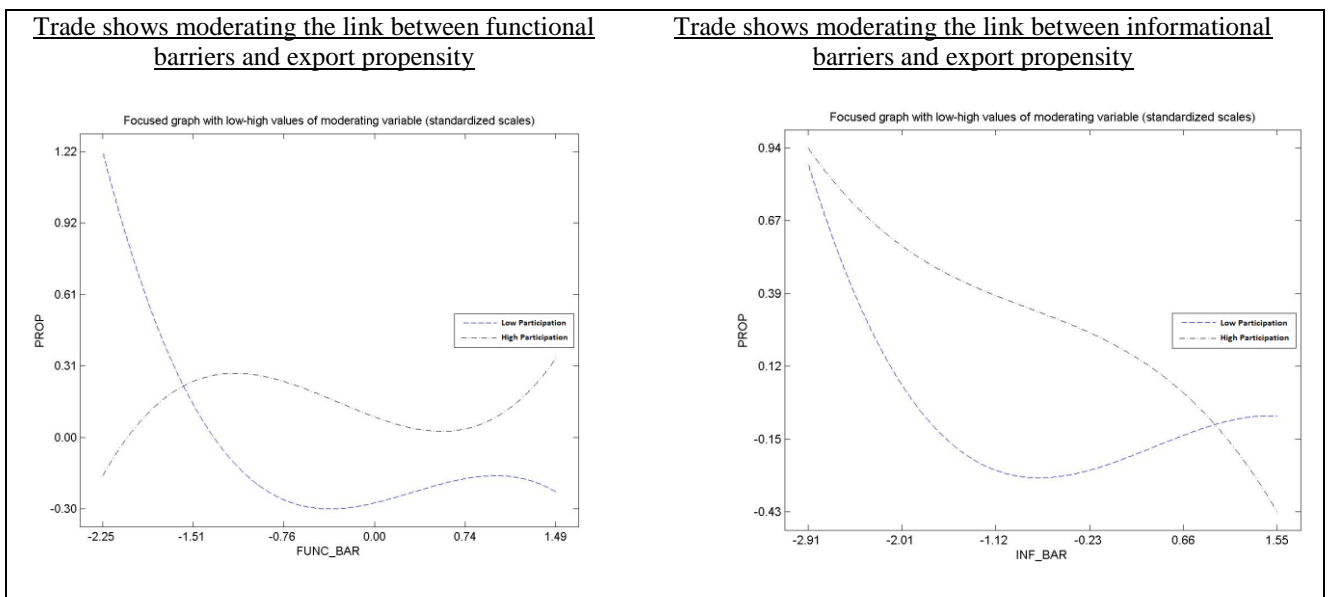 Trade shows moderating the link between functional
barriers and export propensity
Focused graph with low-high values of moderating variable (standardized scales)
1.22
0.92
0.61
0.31
0.00
-0.30
PROP
Low Participation
High Participation
-2.25 -1.51 -0.76 0.00 0.74 1.49
FUNC_BAR
Trade shows moderating the link between informational
barriers and export propensity
Focused graph with low-high values of moderating variable (standardized scales)
0.94
0.67
0.39
0.12
-0.15
-0.43
PROP
Low Participation
High Participation
-2.91 -2.01 -1.12 -0.23 0.66 1.55
INF_BAR